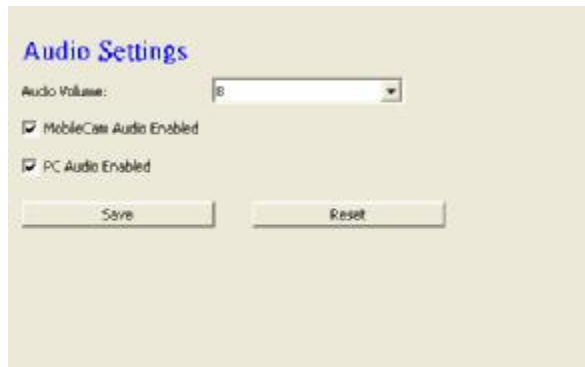 Audio Settings
Audio Volume: 8
MobileCam Audio Enabled
PC Audio Enabled
Save Reset